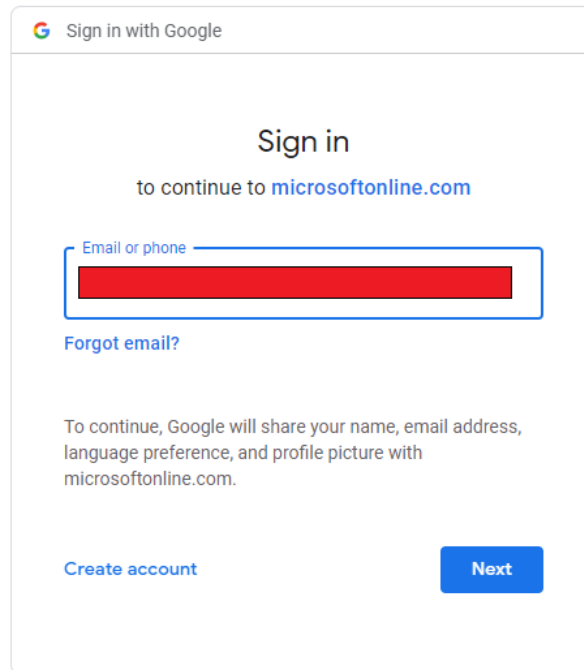 Sign in with Google
Sign in
to continue to microsoftonline.com
Email or phone
Forgot email?
To continue, Google will share your name, email address,
language preference, and profile picture with
microsoftonline.com.
Create account
Next